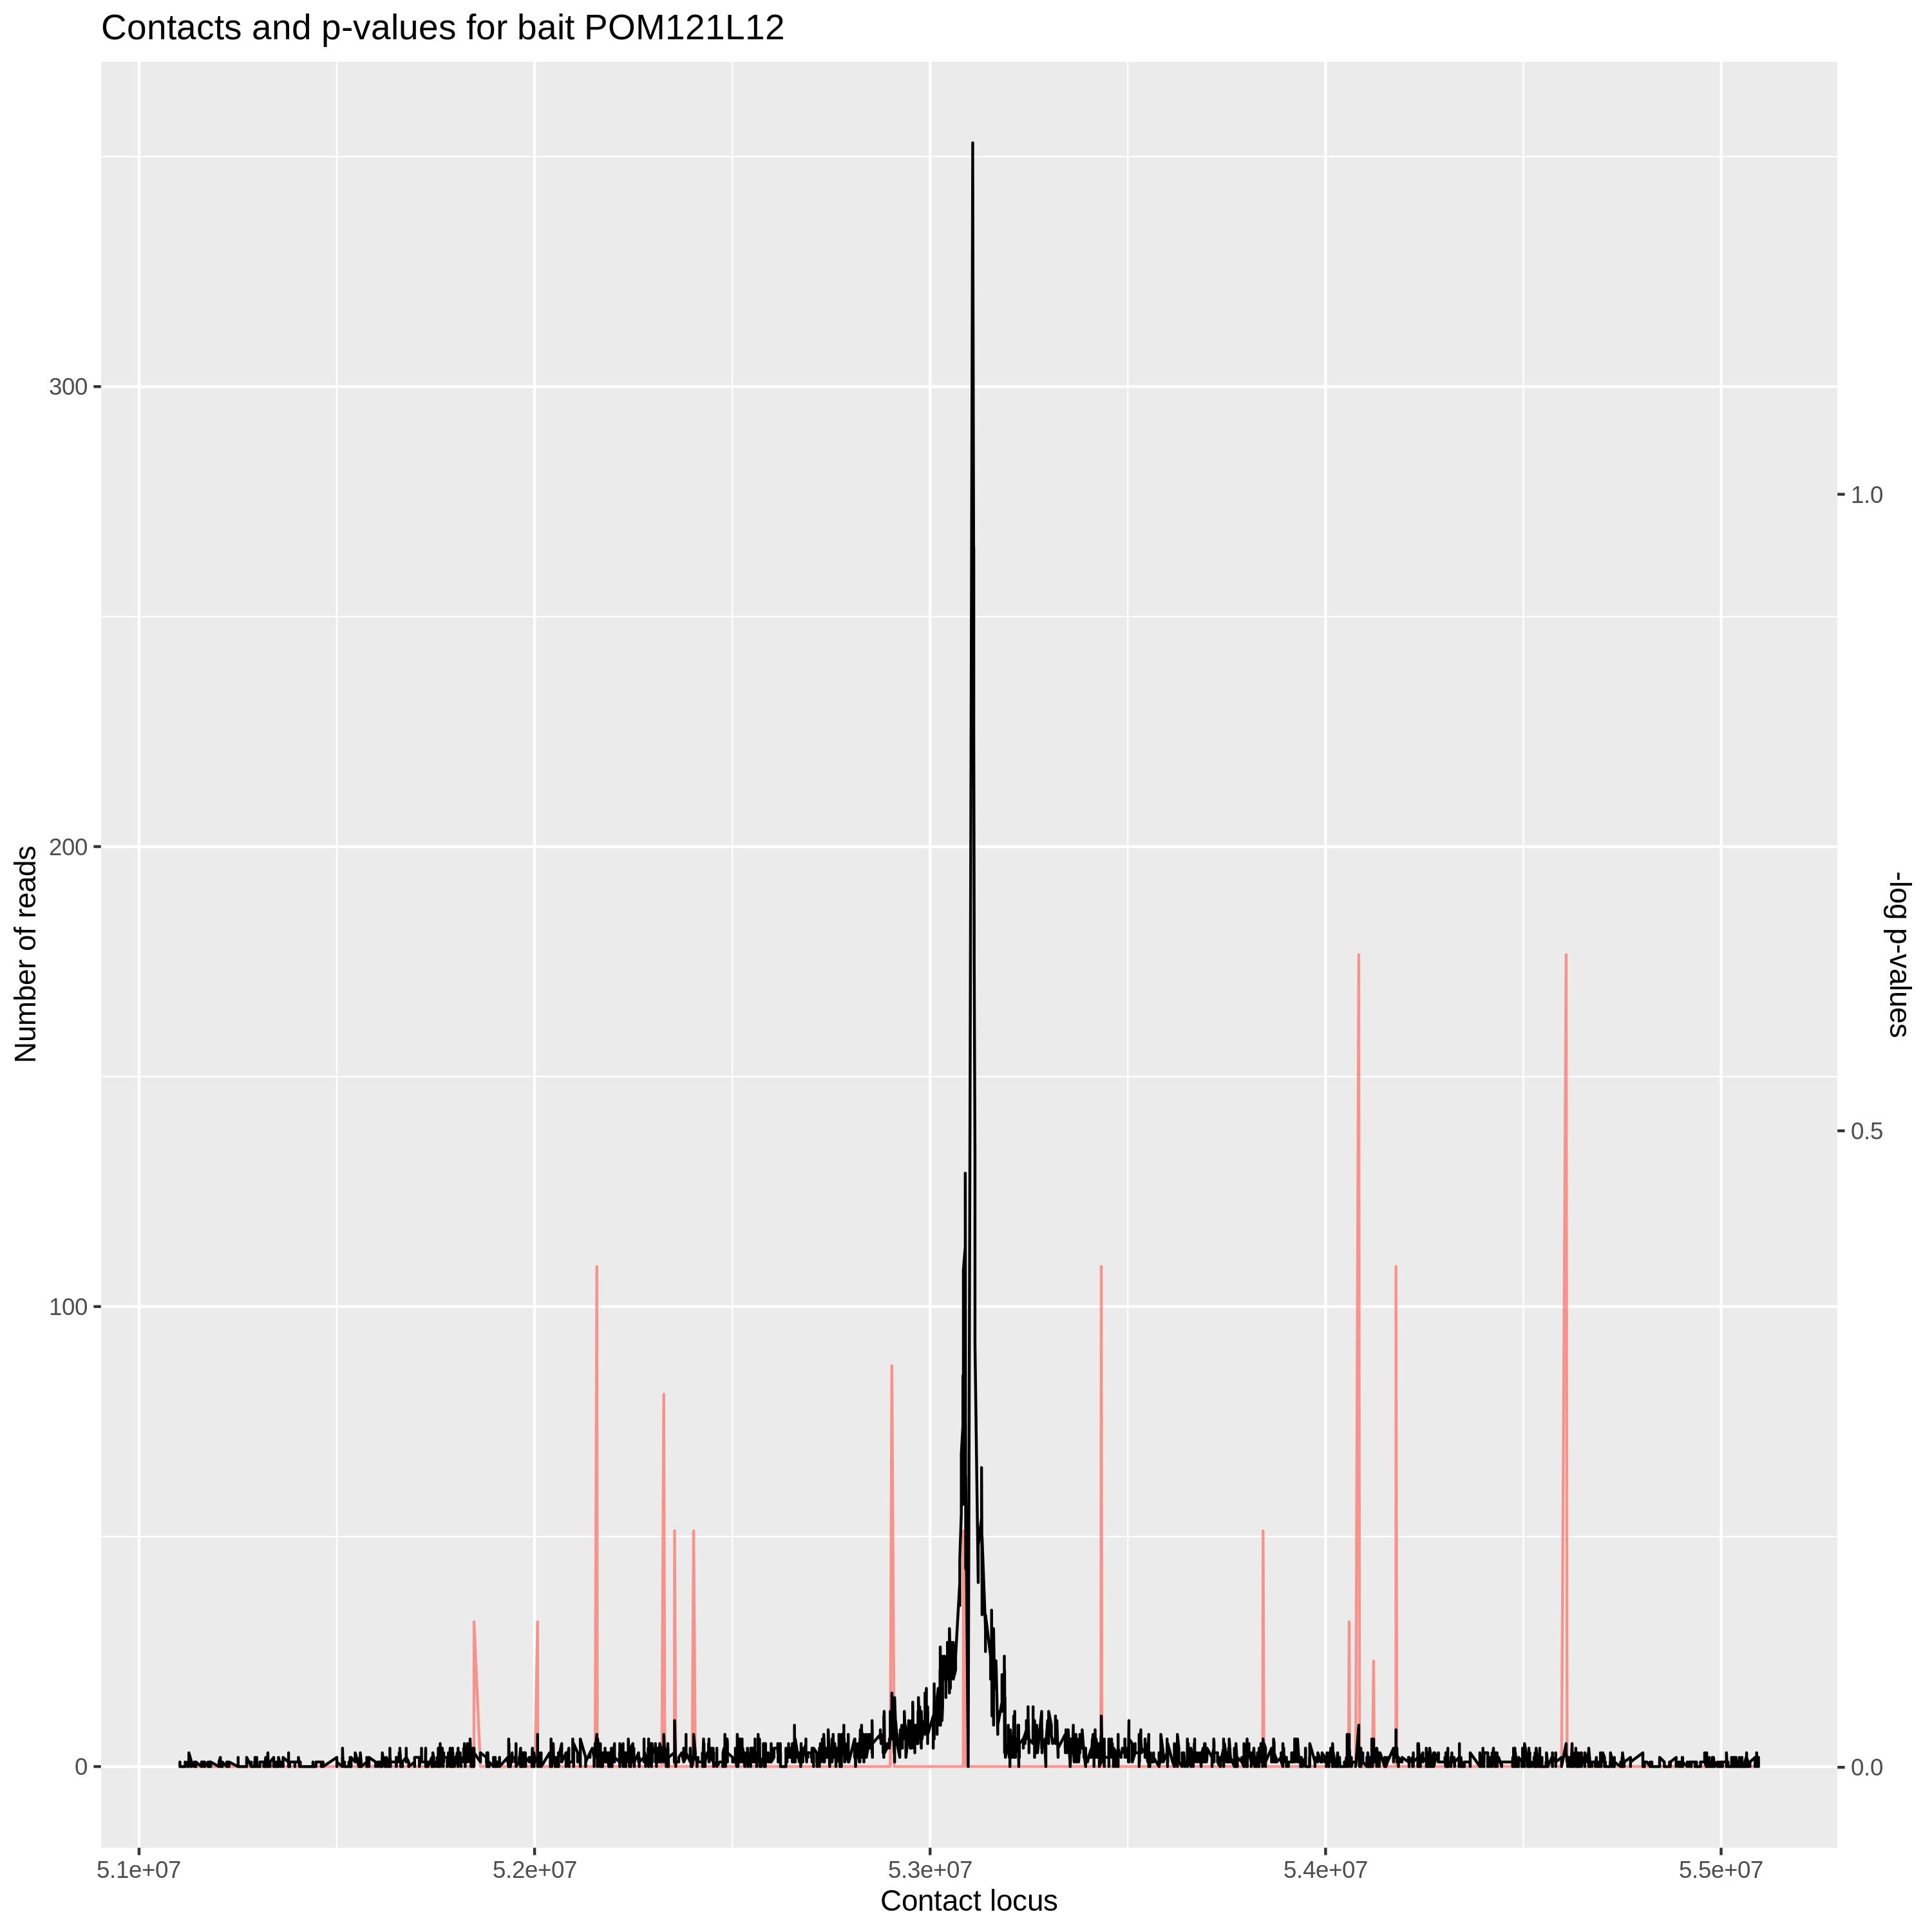 Contacts and p-values for bait POM121L12
300
200
100
0
Number of reads
1.0
0.5
0.0
-log p-values
5.1e+07
5.2e+07
5.3e+07
5.4e+07
5.5e+07
Contact locus